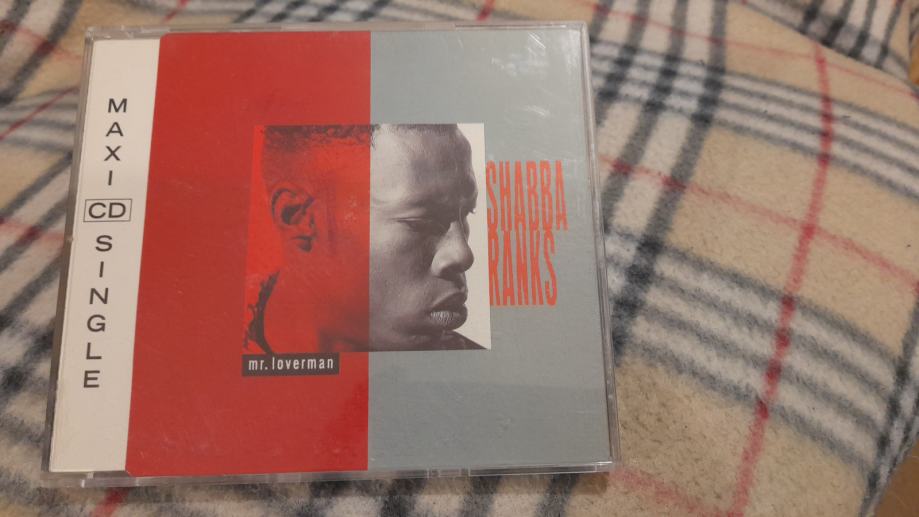 MAXI CD SINGLE
SHABBA
RANKS
mr.loverman